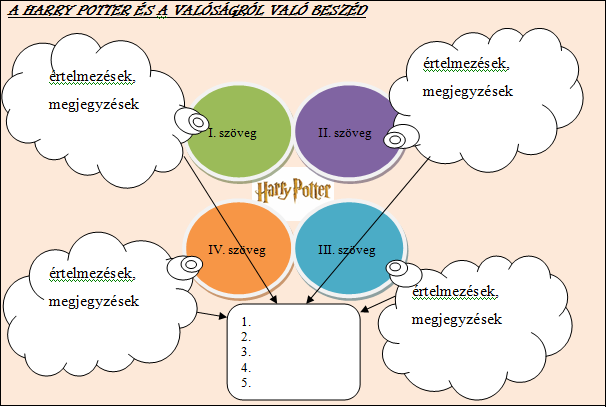 A HARRY POTTER ÉS A VALÓSÁGRÓL VALÓ BESZÉD
értelmezések,
megjegyzések
értelmezések,
megjegyzések
I. szöveg
II. szöveg
Harry Potter
IV. szöveg
III. szöveg
értelmezések,
megjegyzések
értelmezések,
megjegyzések
1.
2.
3.
4.
5.